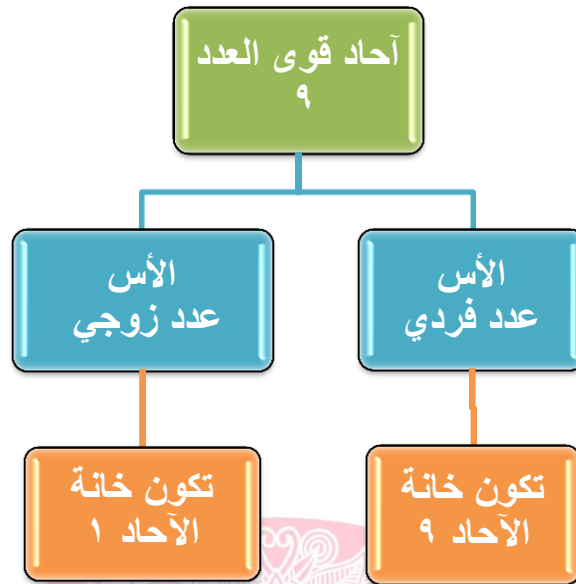 آحاد قوى العدد
٩
الأس
عدد فردي
الأس
عدد زوجي
تكون خانة
الآحاد ٩
تكون خانة
الآحاد ١